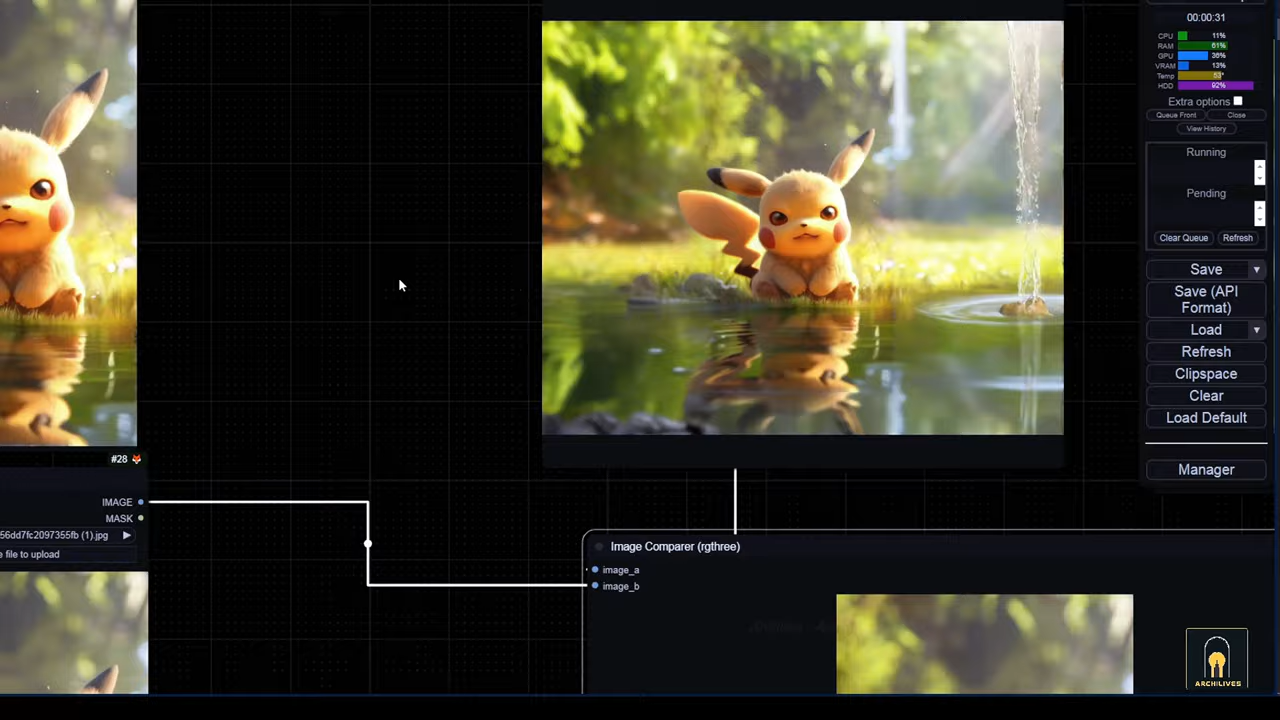 00:00:31
CPU 11%
RAM 61%
GPU 36%
VRAM 13%
Temp 53°
HDD 92%
Extra options
Queue Front Close
View History
Running
Pending
Clear Queue Refresh
Save ▼
Save (API
Format)
Load ▼
Refresh
Clipspace
Clear
Load Default
Manager
#28
IMAGE
MASK
56dd7fc2097355fb (1).jpg
e file to upload
Image Comparer (rgthree)
image_a
image_b
ARCHILIVES